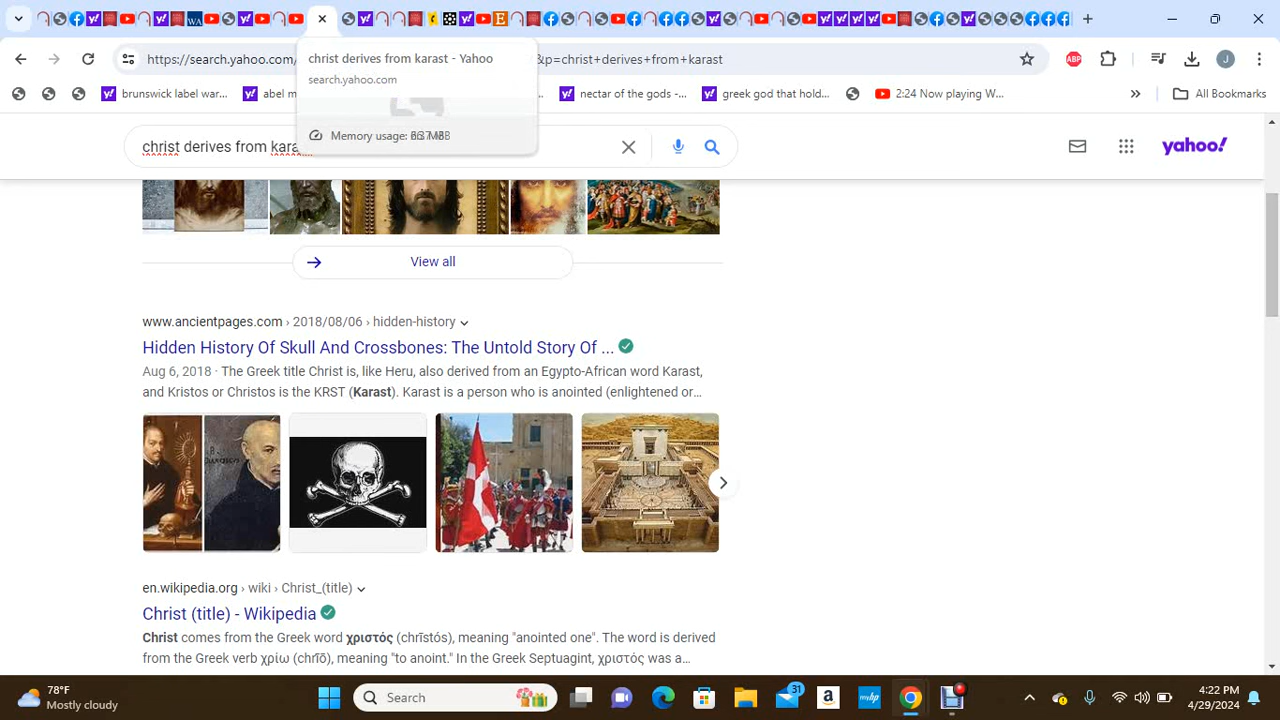 https://search.yahoo.com/
&p=christ+derives+from+karast
J
christ derives from karast - Yahoo
search.yahoo.com
Memory usage:
brunswick label war...
abel m
nectar of the gods -...
greek god that hold...
2:24 Now playing W...
»
All Bookmarks
christ derives from kara
yahoo!
View all
www.ancientpages.com › 2018/08/06 › hidden-history
Hidden History Of Skull And Crossbones: The Untold Story Of ...
Aug 6, 2018 · The Greek title Christ is, like Heru, also derived from an Egypto-African word Karast,
and Kristos or Christos is the KRST (Karast). Karast is a person who is anointed (enlightened or...
en.wikipedia.org › wiki › Christ_(title)
Christ (title) - Wikipedia
Christ comes from the Greek word χριστός (chrīstós), meaning "anointed one". The word is derived
from the Greek verb χρίω (chrī́ō), meaning "to anoint." In the Greek Septuagint, χριστός was a...
78°F
Mostly cloudy
Search
31
4:22 PM
4/29/2024